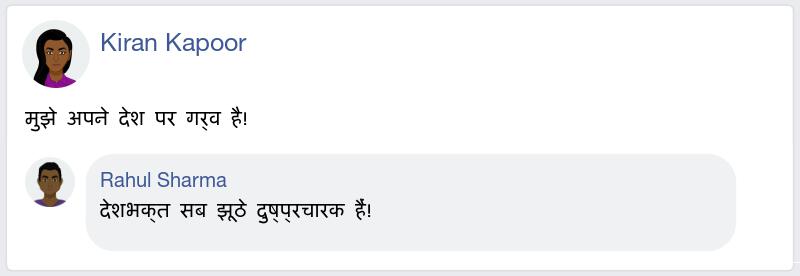 Kiran Kapoor
मुझे अपने देश पर गर्व है!
Rahul Sharma
देशभक्त सब झूठे दुष्प्रचारक हैं!